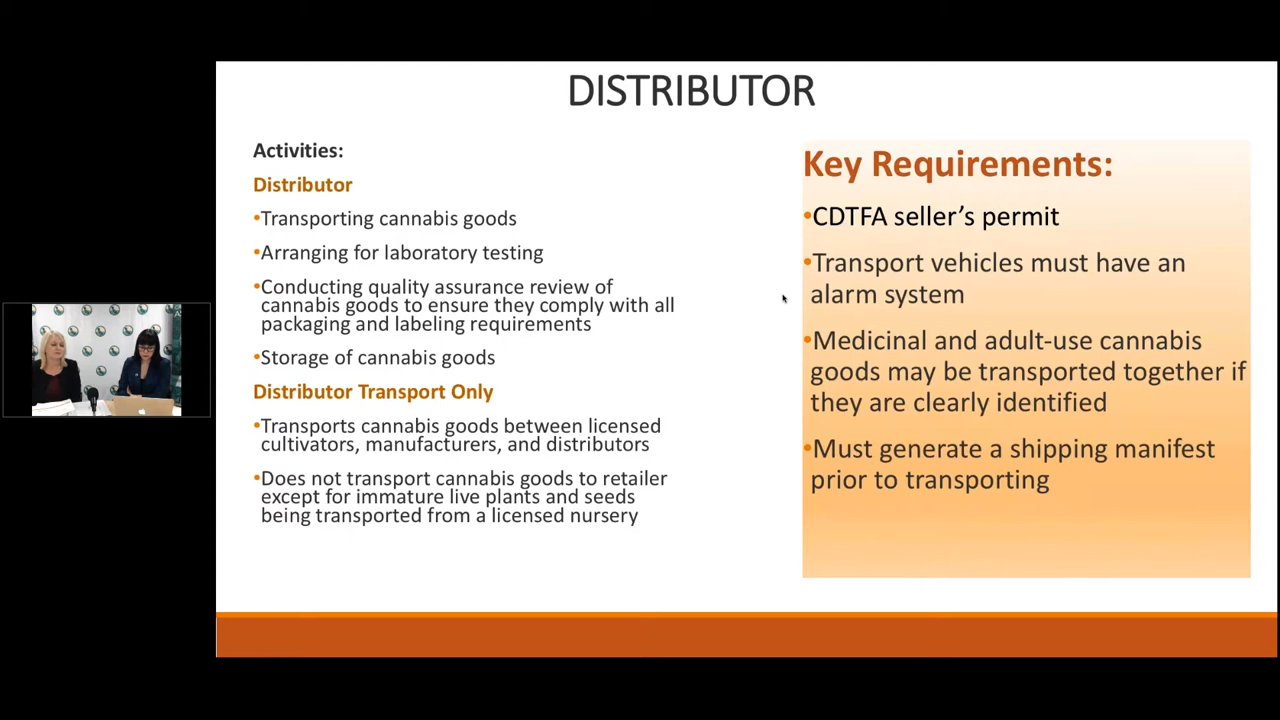 DISTRIBUTOR
Activities:
Distributor
•Transporting cannabis goods
•Arranging for laboratory testing
•Conducting quality assurance review of
cannabis goods to ensure they comply with all
packaging and labeling requirements
•Storage of cannabis goods
Distributor Transport Only
•Transports cannabis goods between licensed
cultivators, manufacturers, and distributors
•Does not transport cannabis goods to retailer
except for immature live plants and seeds
being transported from a licensed nursery
Key Requirements:
•CDTFA seller’s permit
•Transport vehicles must have an
alarm system
•Medicinal and adult-use cannabis
goods may be transported together if
they are clearly identified
•Must generate a shipping manifest
prior to transporting